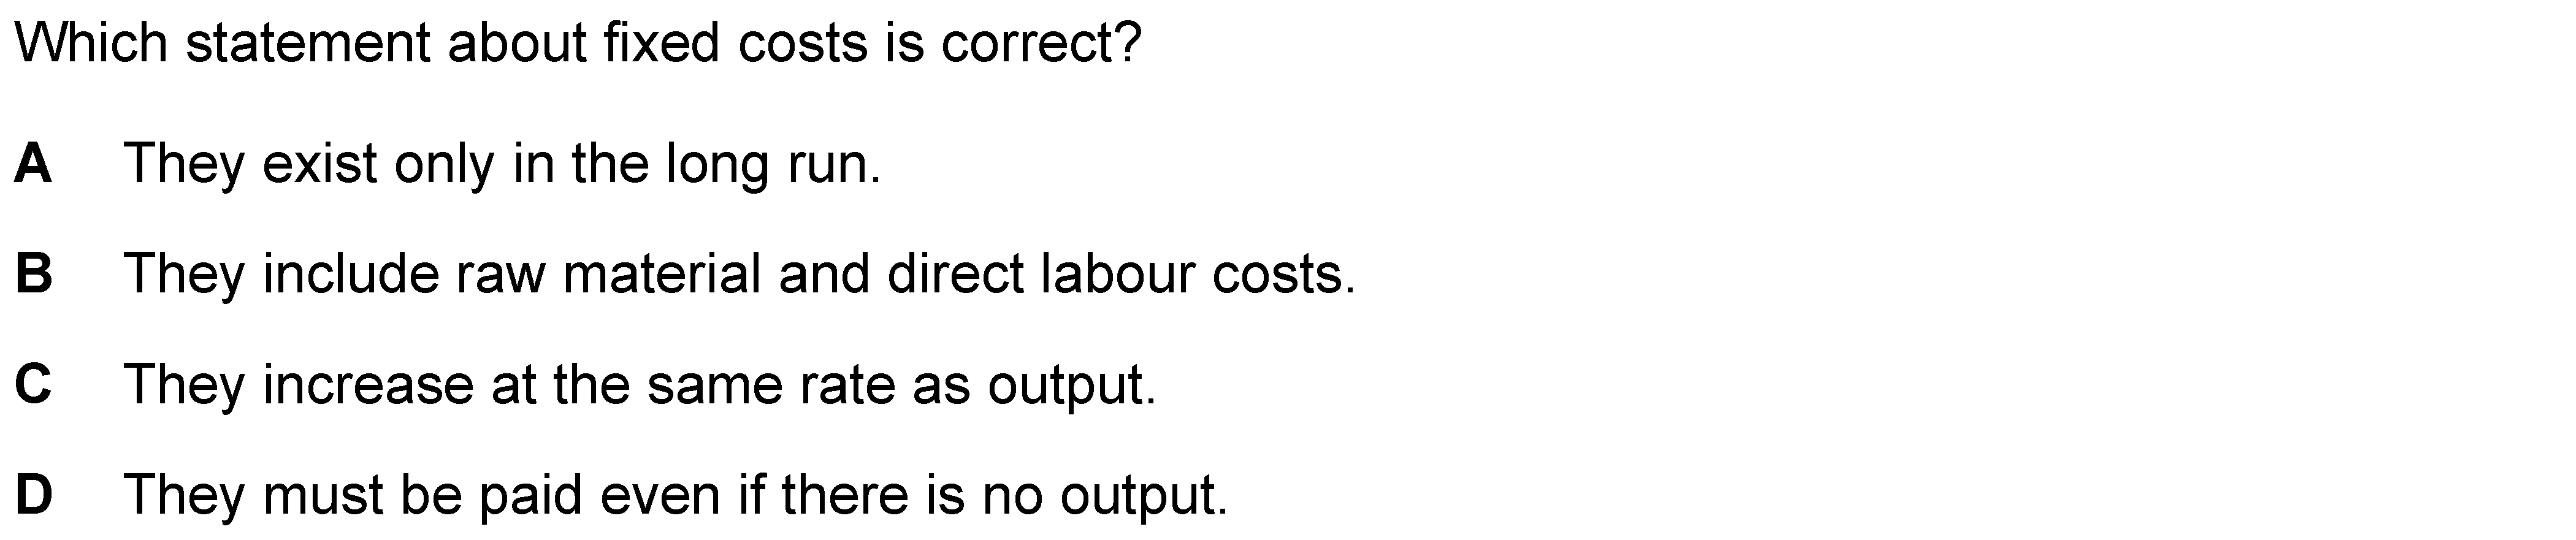 Which statement about fixed costs is correct?
A They exist only in the long run.
B They include raw material and direct labour costs.
C They increase at the same rate as output.
D They must be paid even if there is no output.